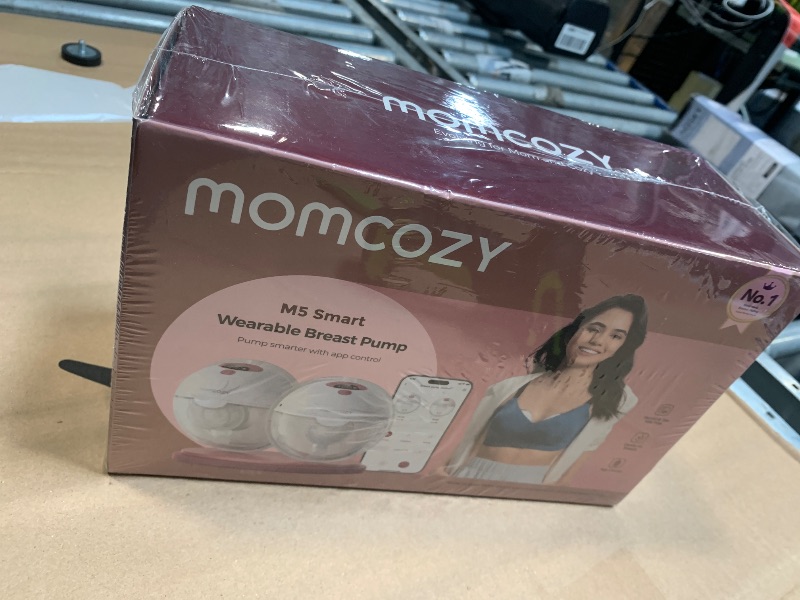 momcozy
momcozy
M5 Smart
Wearable Breast Pump
Pump smarter with app control
No.1